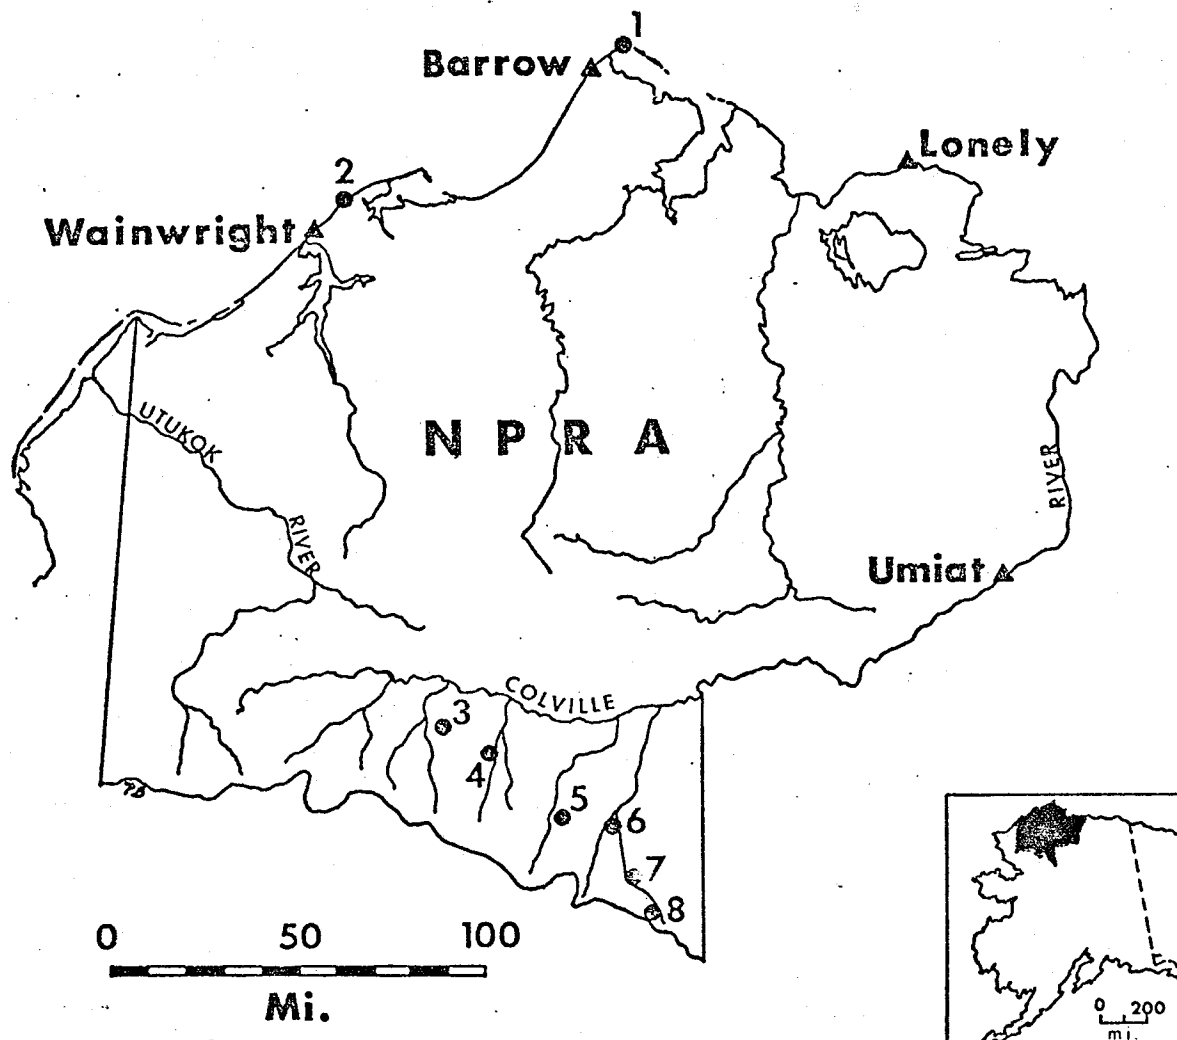 1
Barrow
Lonely
2
Wainwright
UTUKOK
RIVER
N P R A
RIVER
Umiat
COLVILLE
3
4
5
6
7
8
0 50 100
Mi.
0 200
mi.